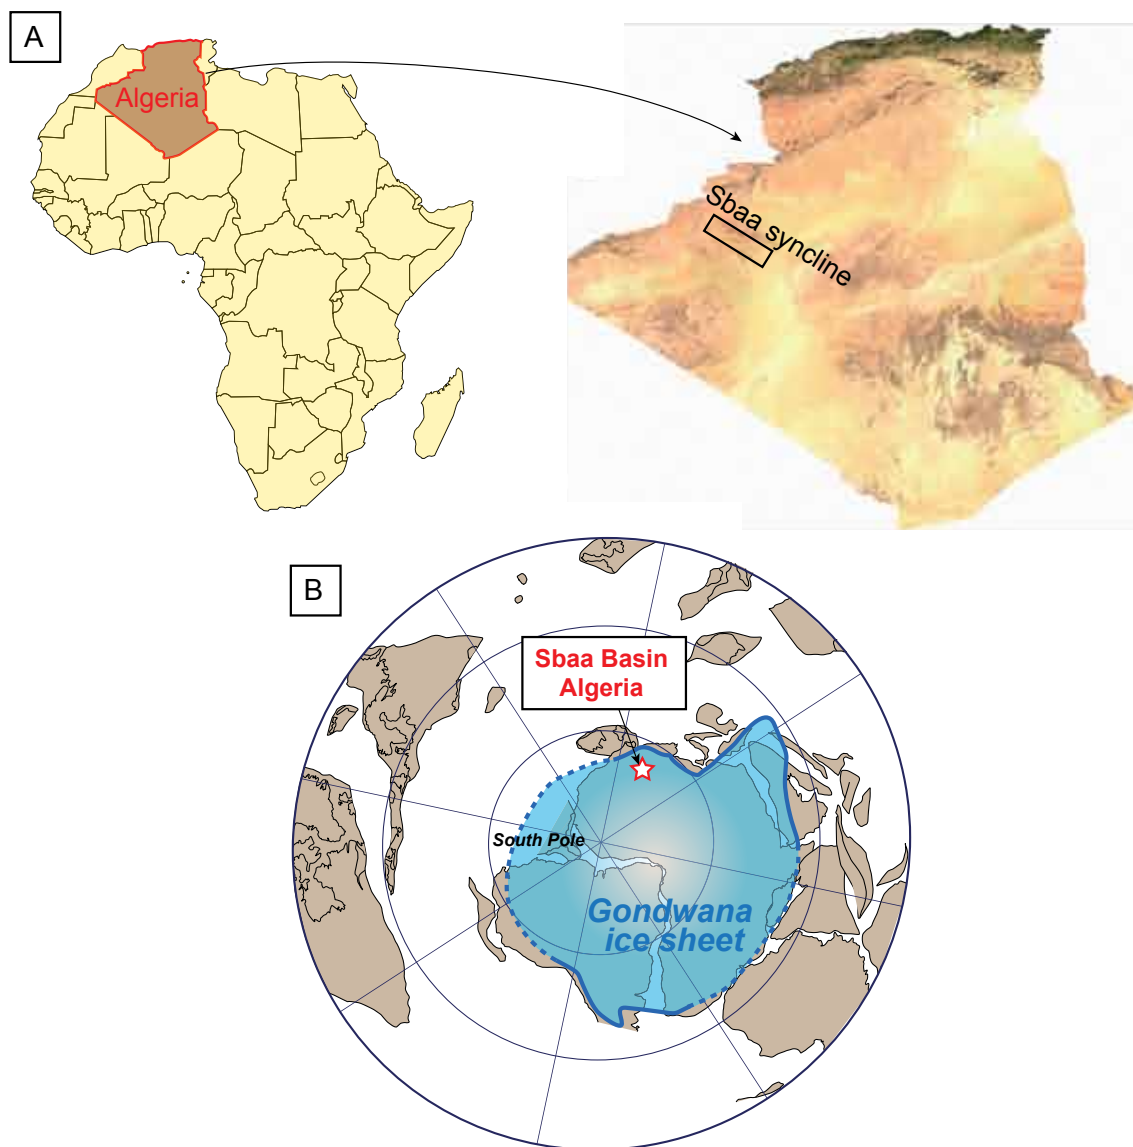 A
Algeria
Sbaa syncline
B
Sbaa Basin
Algeria
South Pole
Gondwana
ice sheet